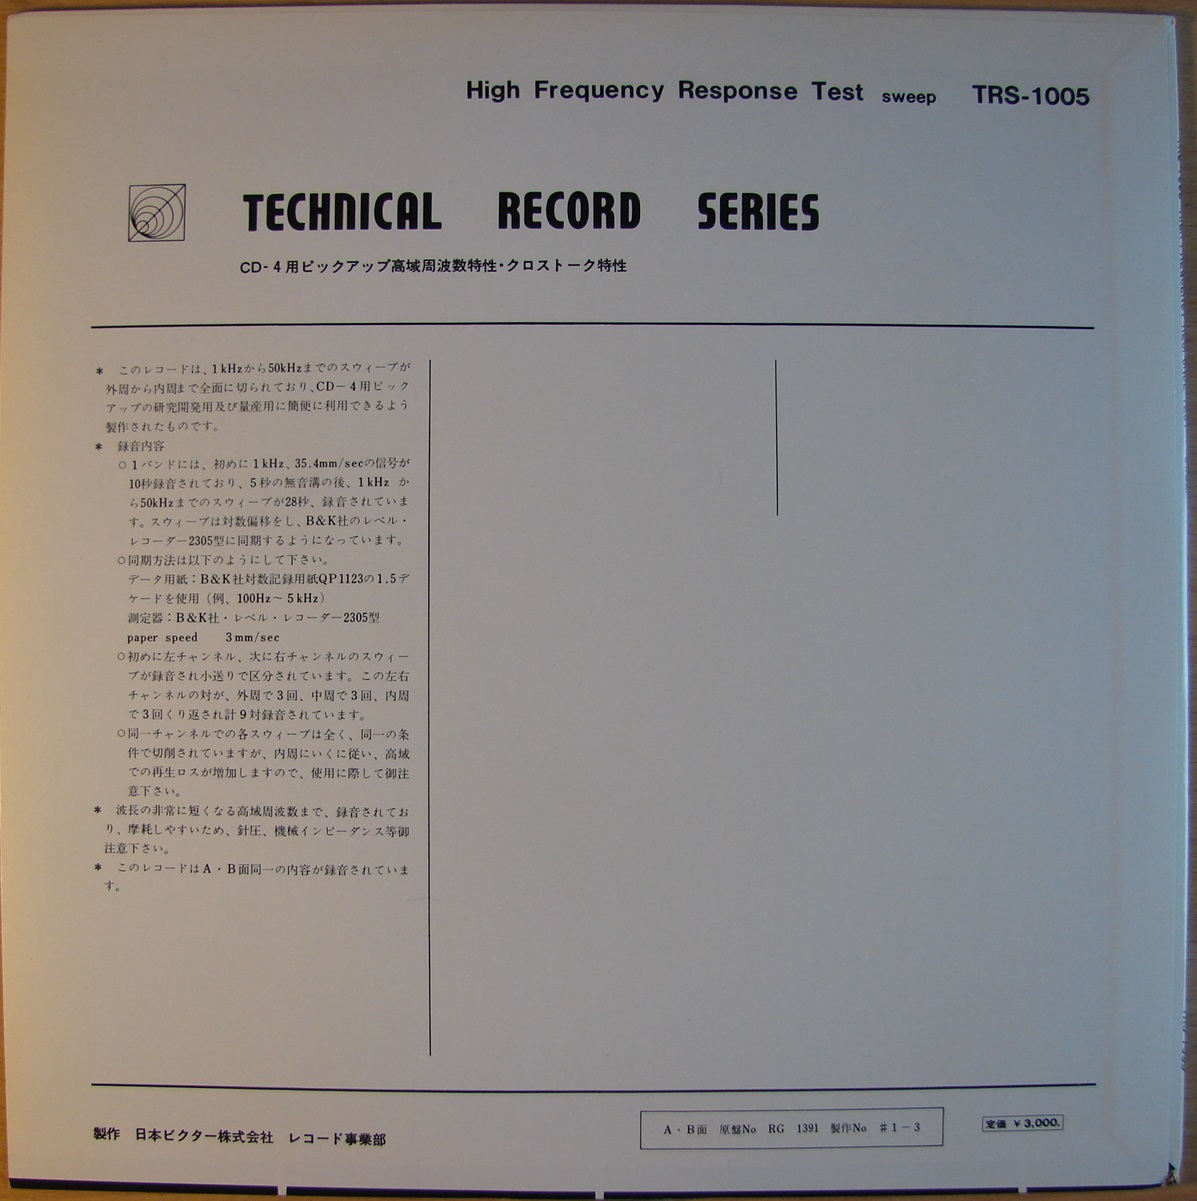 High Frequency Response Test sweep TRS-1005
TECHNICAL RECORD SERIES
CD-4用ピックアップ高域周波数特性・クロストーク特性
* このレコードは、1kHzから50kHzまでのスウィープが
外周から内周まで全面に切られており、CD-4用ピック
アップの研究開発用及び量産用に簡便に利用できるよう
製作されたものです。
* 録音内容
○1バンドには、初めに1kHz、35.4mm/secの信号が
10秒録音されており、5秒の無音溝の後、1kHz か
ら50kHzまでのスウィープが28秒、録音されていま
す。スウィープは対数偏移をし、B&K社のレベル・
レコーダー2305型に同期するようになっています。
○同期方法は以下のようにして下さい。
データ用紙：B&K社対数記録用紙QP1123の1.5デ
ケードを使用（例、100Hz～5kHz）
測定器：B&K社・レベル・レコーダー2305型
paper speed 3mm/sec
○初めに左チャンネル、次に右チャンネルのスウィー
プが録音され小送りで区分されています。この左右
チャンネルの対が、外周で3回、中周で3回、内周
で3回くり返され計9対録音されています。
○同一チャンネルでの各スウィープは全く、同一の条
件で切削されていますが、内周にいくに従い、高域
での再生ロスが増加しますので、使用に際して御注
意下さい。
* 波長の非常に短くなる高域周波数まで、録音されてお
り、摩耗しやすいため、針圧、機械インピーダンス等御
注意下さい。
* このレコードはA・B面同一の内容が録音されていま
す。
製作 日本ビクター株式会社 レコード事業部
A・B面 原盤No RG 1391 製作No #1-3
定価 ¥3,000.